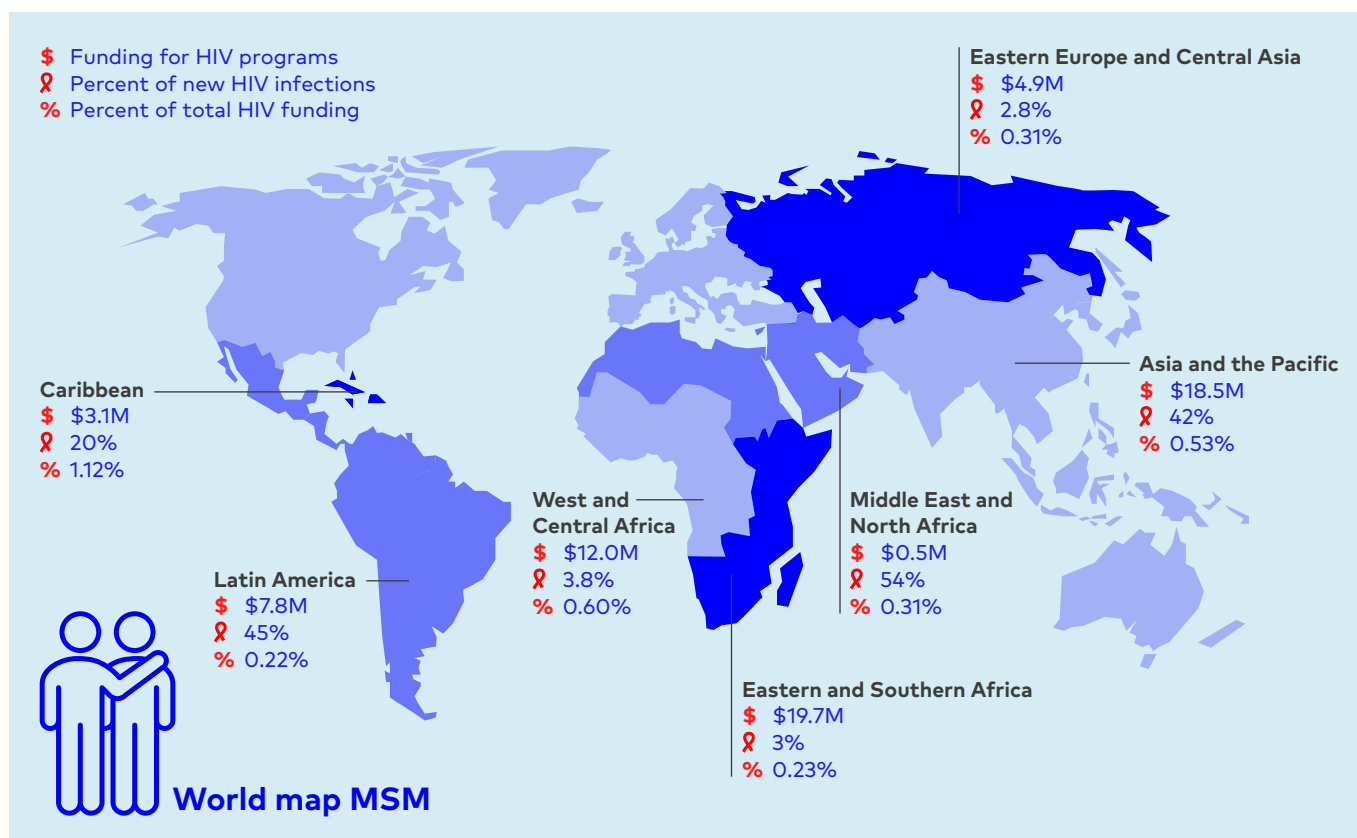 $ Funding for HIV programs
Percent of new HIV infections
% Percent of total HIV funding
Eastern Europe and Central Asia
$ $4.9M
2.8%
% 0.31%
Caribbean
$ $3.1M
20%
% 1.12%
Asia and the Pacific
$ $18.5M
42%
% 0.53%
West and
Central Africa
$ $12.0M
3.8%
% 0.60%
Middle East and
North Africa
$ $0.5M
54%
% 0.31%
Latin America
$ $7.8M
45%
% 0.22%
Eastern and Southern Africa
$ $19.7M
3%
% 0.23%
World map MSM